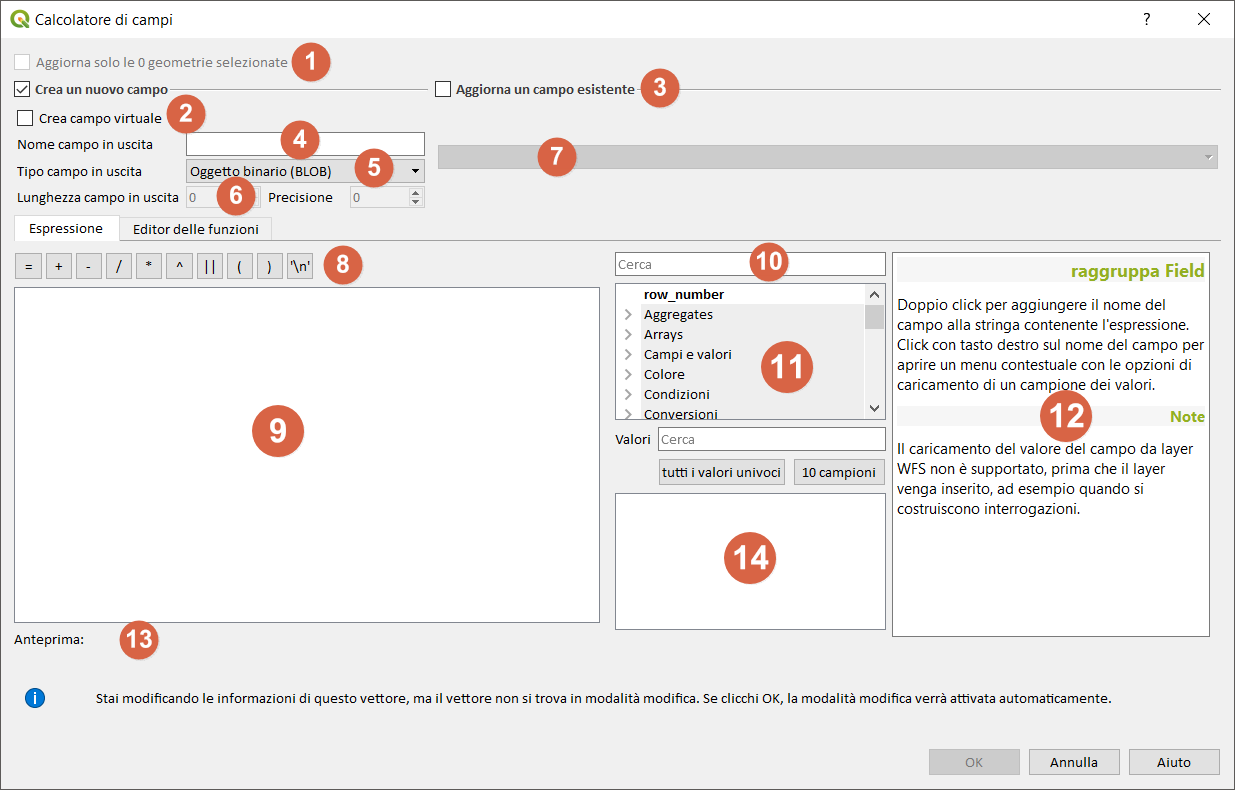 Calcolatore di campi
?
Aggiorna solo le 0 geometrie selezionate 1
Crea un nuovo campo
Aggiorna un campo esistente 3
Crea campo virtuale 2
Nome campo in uscita 4
Tipo campo in uscita Oggetto binario (BLOB) 5
7
Lunghezza campo in uscita 0 6 Precisione 0
Espressione Editor delle funzioni
= + - / * ^ || ( ) '\n' 8
9
Anteprima: 13
Cerca 10
row_number
Aggregates
Arrays
Campi e valori
Colore
Condizioni
Conversioni
11
Valori Cerca
tutti i valori univoci 10 campioni
14
raggruppa Field
Doppio click per aggiungere il nome del
campo alla stringa contenente l'espressione.
Click con tasto destro sul nome del campo per
aprire un menu contestuale con le opzioni di
caricamento di un campione dei valori.
12
Note
Il caricamento del valore del campo da layer
WFS non è supportato, prima che il layer
venga inserito, ad esempio quando si
costruiscono interrogazioni.
i
Stai modificando le informazioni di questo vettore, ma il vettore non si trova in modalità modifica. Se clicchi OK, la modalità modifica verrà attivata automaticamente.
OK Annulla Aiuto